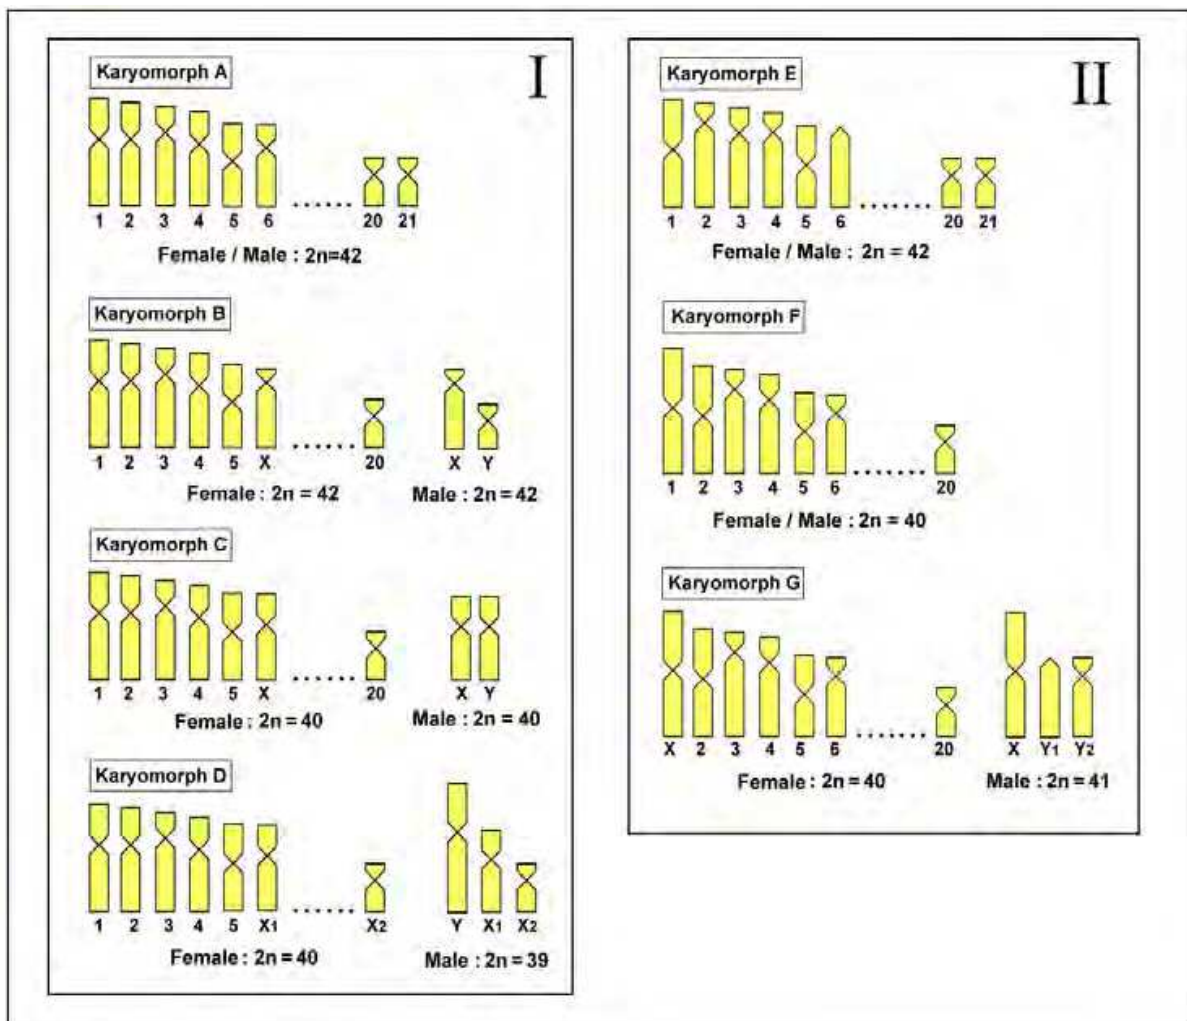 I
Karyomorph A
1 2 3 4 5 6 ...... 20 21
Female / Male : 2n=42
Karyomorph B
1 2 3 4 5 X ...... 20 X Y
Female : 2n = 42 Male : 2n = 42
Karyomorph C
1 2 3 4 5 X ...... 20 X Y
Female : 2n = 40 Male : 2n = 40
Karyomorph D
1 2 3 4 5 X1 ...... X2 Y X1 X2
Female : 2n = 40 Male : 2n = 39
II
Karyomorph E
1 2 3 4 5 6 ....... 20 21
Female / Male : 2n = 42
Karyomorph F
1 2 3 4 5 6 ....... 20
Female / Male : 2n = 40
Karyomorph G
X 2 3 4 5 6 ....... 20 X Y1 Y2
Female : 2n = 40 Male : 2n = 41